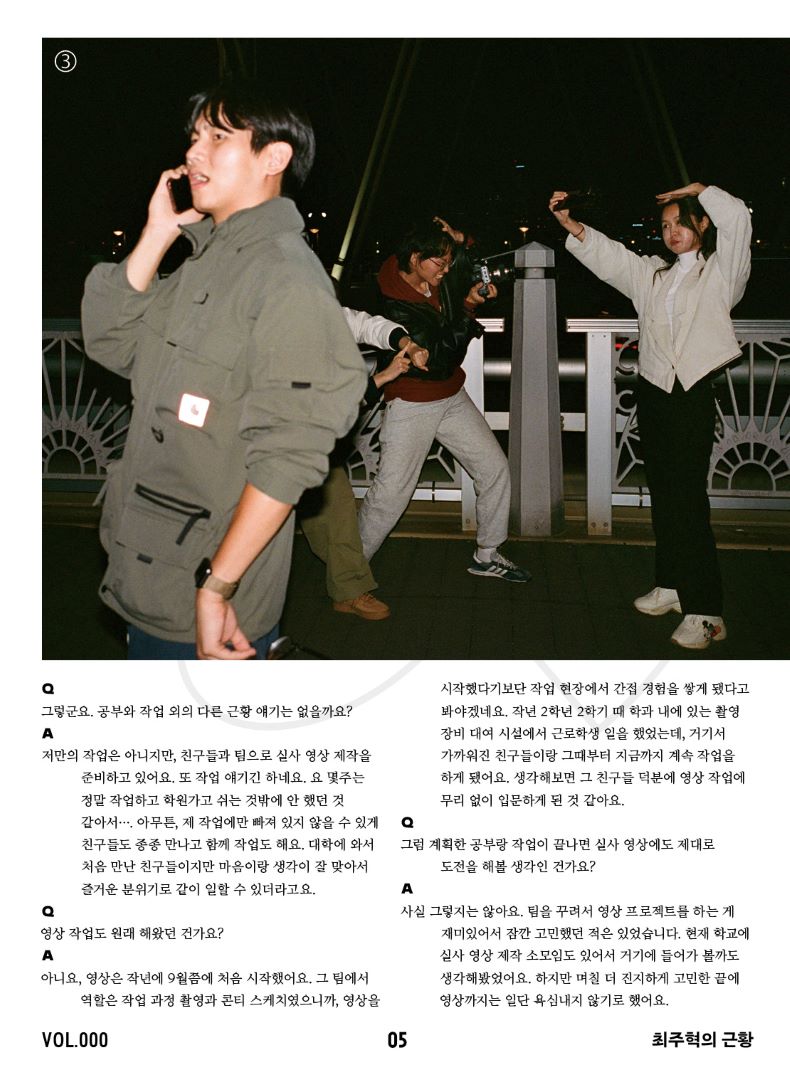 ③
Q
그렇군요. 공부와 작업 외의 다른 근황 얘기는 없을까요?
A
저만의 작업은 아니지만, 친구들과 팀으로 실사 영상 제작을
준비하고 있어요. 또 작업 얘기긴 하네요. 요 몇주는
정말 작업하고 학원가고 쉬는 것밖에 안 했던 것
같아서…. 아무튼, 제 작업에만 빠져 있지 않을 수 있게
친구들도 종종 만나고 함께 작업도 해요. 대학에 와서
처음 만난 친구들이지만 마음이랑 생각이 잘 맞아서
즐거운 분위기로 같이 일할 수 있더라고요.
Q
영상 작업도 원래 해왔던 건가요?
A
아니요, 영상은 작년에 9월쯤에 처음 시작했어요. 그 팀에서
역할은 작업 과정 촬영과 콘티 스케치였으니까, 영상을
시작했다기보단 작업 현장에서 간접 경험을 쌓게 됐다고
봐야겠네요. 작년 2학년 2학기 때 학과 내에 있는 촬영
장비 대여 시설에서 근로학생 일을 했었는데, 거기서
가까워진 친구들이랑 그때부터 지금까지 계속 작업을
하게 됐어요. 생각해보면 그 친구들 덕분에 영상 작업에
무리 없이 입문하게 된 것 같아요.
Q
그럼 계획한 공부랑 작업이 끝나면 실사 영상에도 제대로
도전을 해볼 생각인 건가요?
A
사실 그렇지는 않아요. 팀을 꾸려서 영상 프로젝트를 하는 게
재미있어서 잠깐 고민했던 적은 있었습니다. 현재 학교에
실사 영상 제작 소모임도 있어서 거기에 들어가 볼까도
생각해봤었어요. 하지만 며칠 더 진지하게 고민한 끝에
영상까지는 일단 욕심내지 않기로 했어요.
VOL.000
05
최주혁의 근황